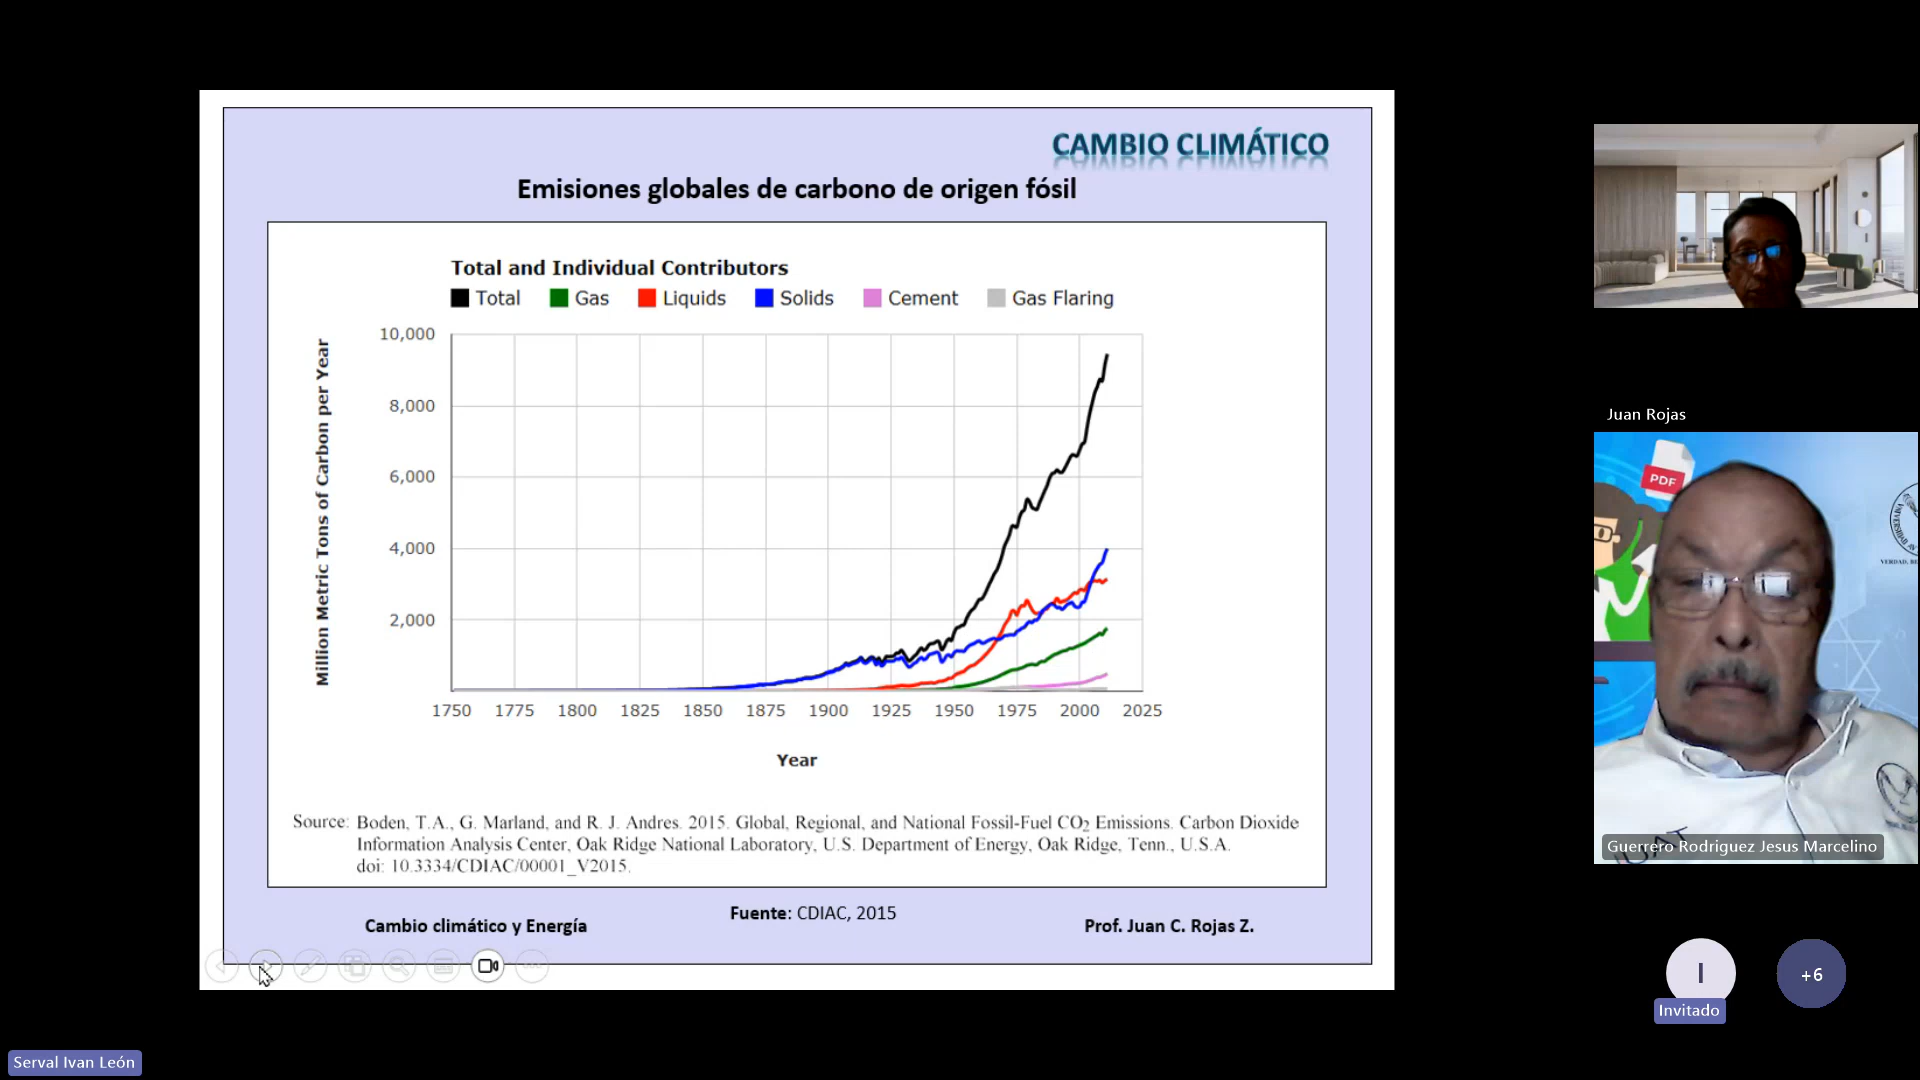 CAMBIO CLIMÁTICO
Emisiones globales de carbono de origen fósil
Total and Individual Contributors
Total Gas Liquids Solids Cement Gas Flaring
Million Metric Tons of Carbon per Year
10,000
8,000
6,000
4,000
2,000
1750 1775 1800 1825 1850 1875 1900 1925 1950 1975 2000 2025
Year
Source: Boden, T.A., G. Marland, and R. J. Andres. 2015. Global, Regional, and National Fossil-Fuel CO2 Emissions. Carbon Dioxide
Information Analysis Center, Oak Ridge National Laboratory, U.S. Department of Energy, Oak Ridge, Tenn., U.S.A.
doi: 10.3334/CDIAC/00001_V2015.
Fuente: CDIAC, 2015
Cambio climático y Energía
Prof. Juan C. Rojas Z.
Juan Rojas
PDF
VERDAD, BE
UAT
Guerrero Rodriguez Jesus Marcelino
I
+6
Invitado
Serval Ivan León